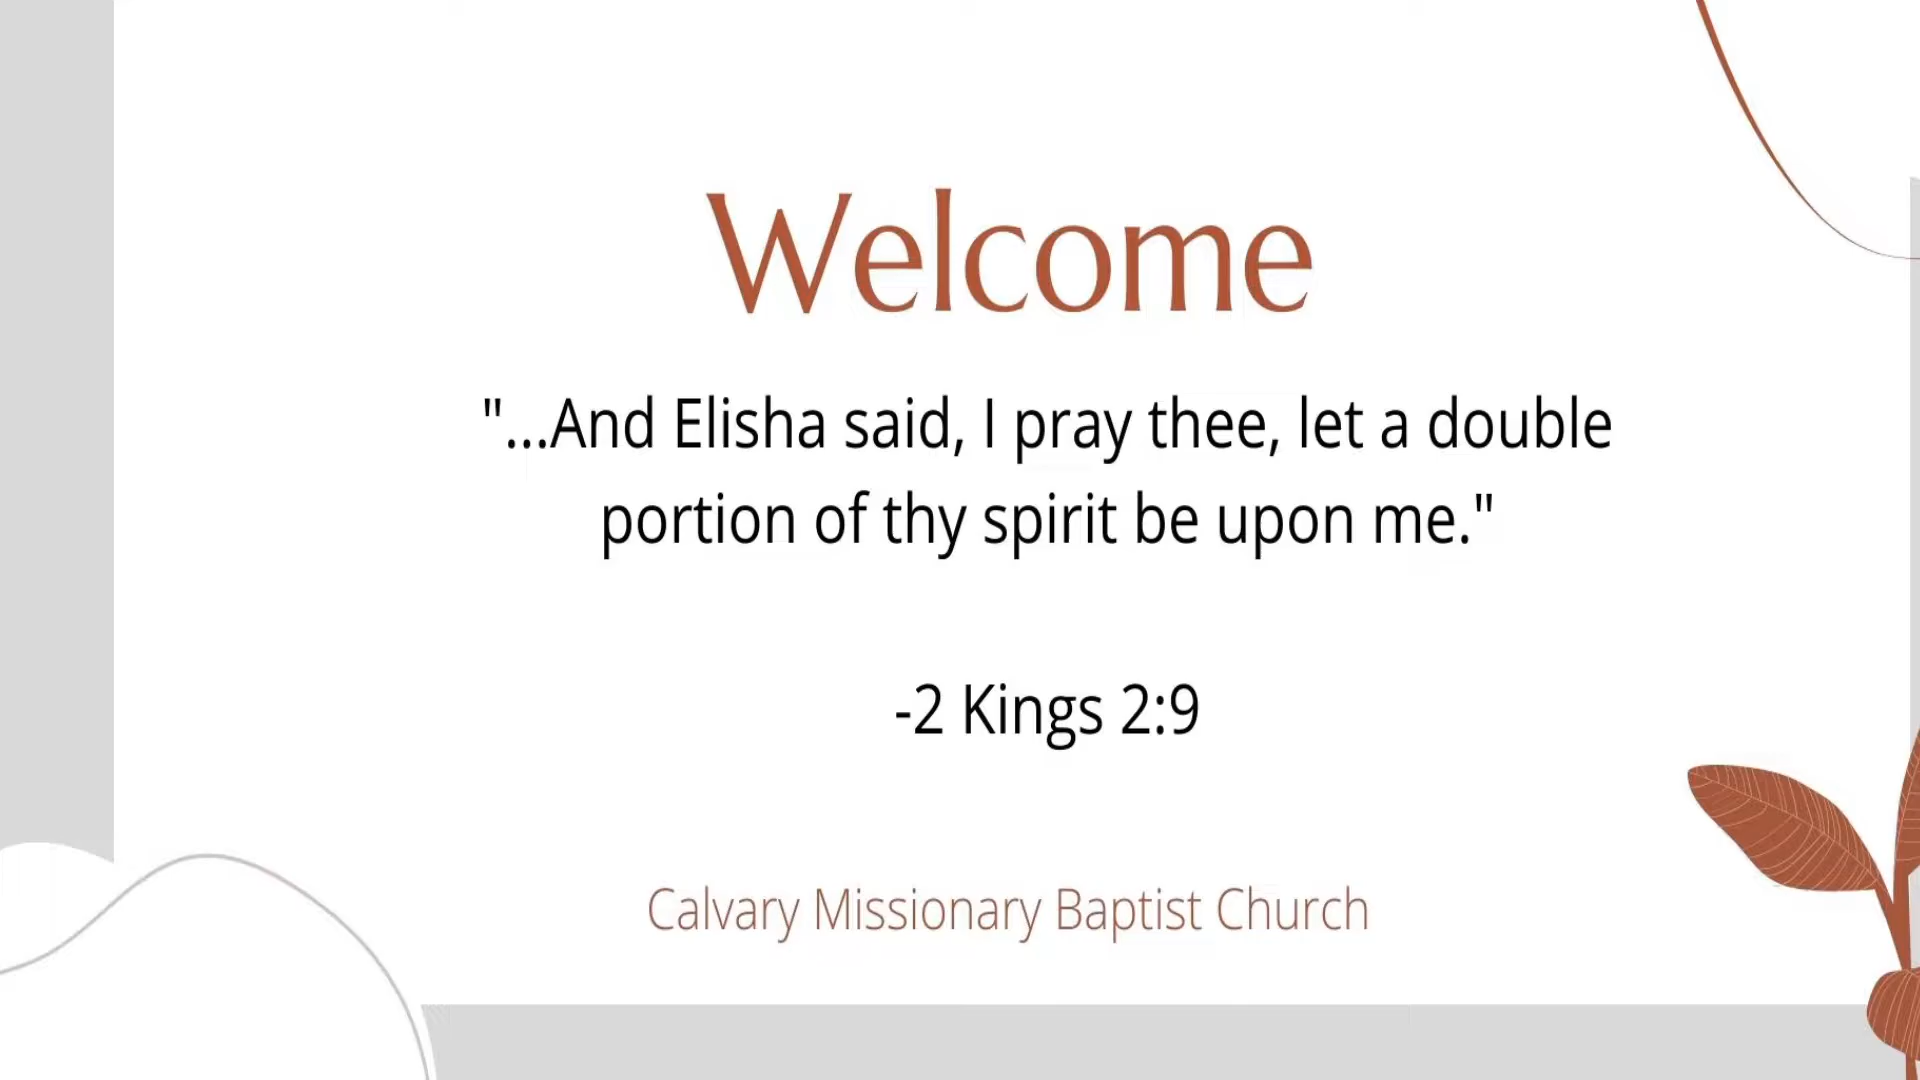 Welcome
"...And Elisha said, I pray thee, let a double
portion of thy spirit be upon me."
-2 Kings 2:9
Calvary Missionary Baptist Church